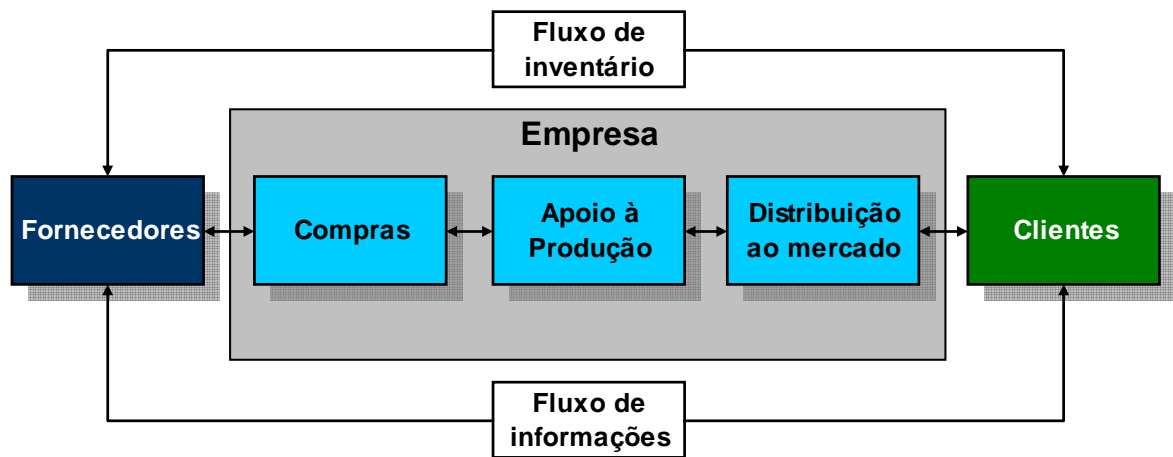 Fluxo de
inventário
Empresa
Fornecedores
Compras
Apoio à
Produção
Distribuição
ao mercado
Clientes
Fluxo de
informações